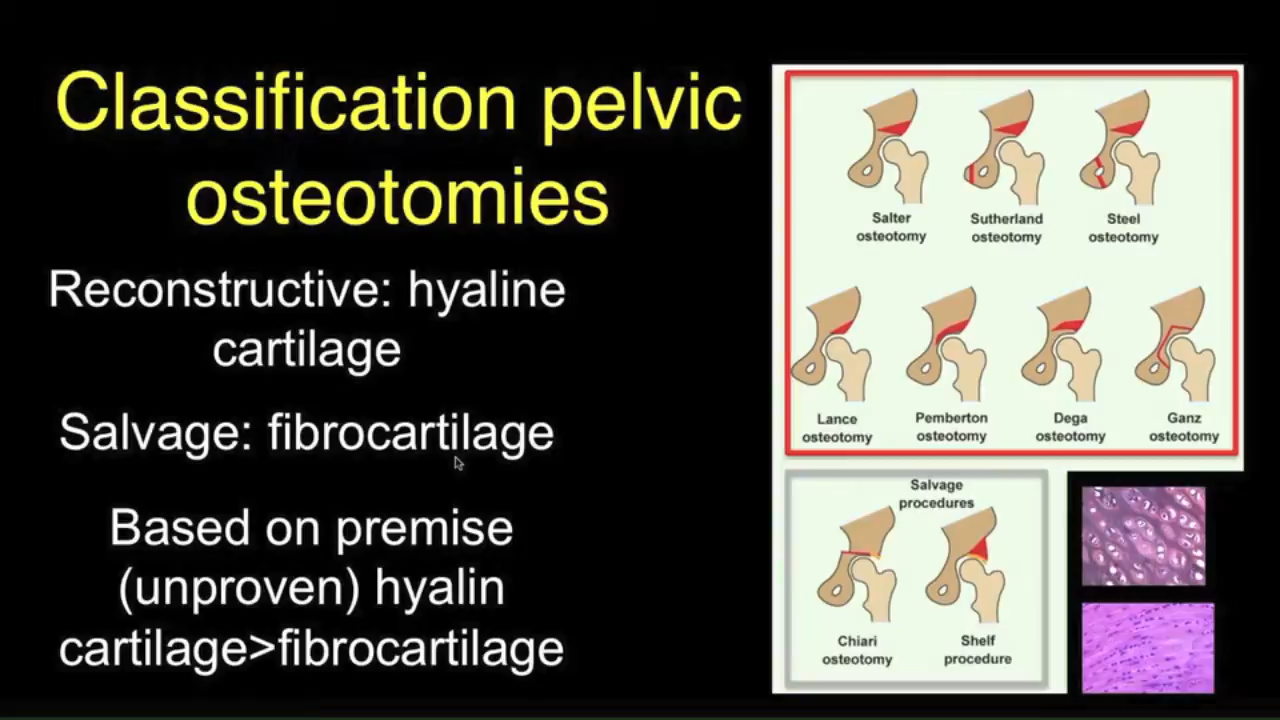 Classification pelvic
osteotomies
Reconstructive: hyaline
cartilage
Salvage: fibrocartilage
Based on premise
(unproven) hyalin
cartilage>fibrocartilage
Salter
osteotomy
Sutherland
osteotomy
Steel
osteotomy
Lance
osteotomy
Pemberton
osteotomy
Dega
osteotomy
Ganz
osteotomy
Salvage
procedures
Chiari
osteotomy
Shelf
procedure